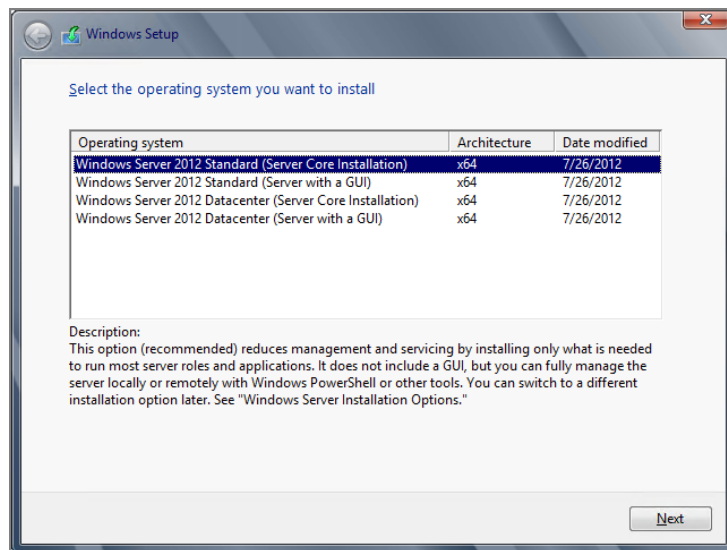 Windows Setup
Select the operating system you want to install
Operating system Architecture Date modified
Windows Server 2012 Standard (Server Core Installation) x64 7/26/2012
Windows Server 2012 Standard (Server with a GUI) x64 7/26/2012
Windows Server 2012 Datacenter (Server Core Installation) x64 7/26/2012
Windows Server 2012 Datacenter (Server with a GUI) x64 7/26/2012
Description:
This option (recommended) reduces management and servicing by installing only what is needed
to run most server roles and applications. It does not include a GUI, but you can fully manage the
server locally or remotely with Windows PowerShell or other tools. You can switch to a different
installation option later. See "Windows Server Installation Options."
Next